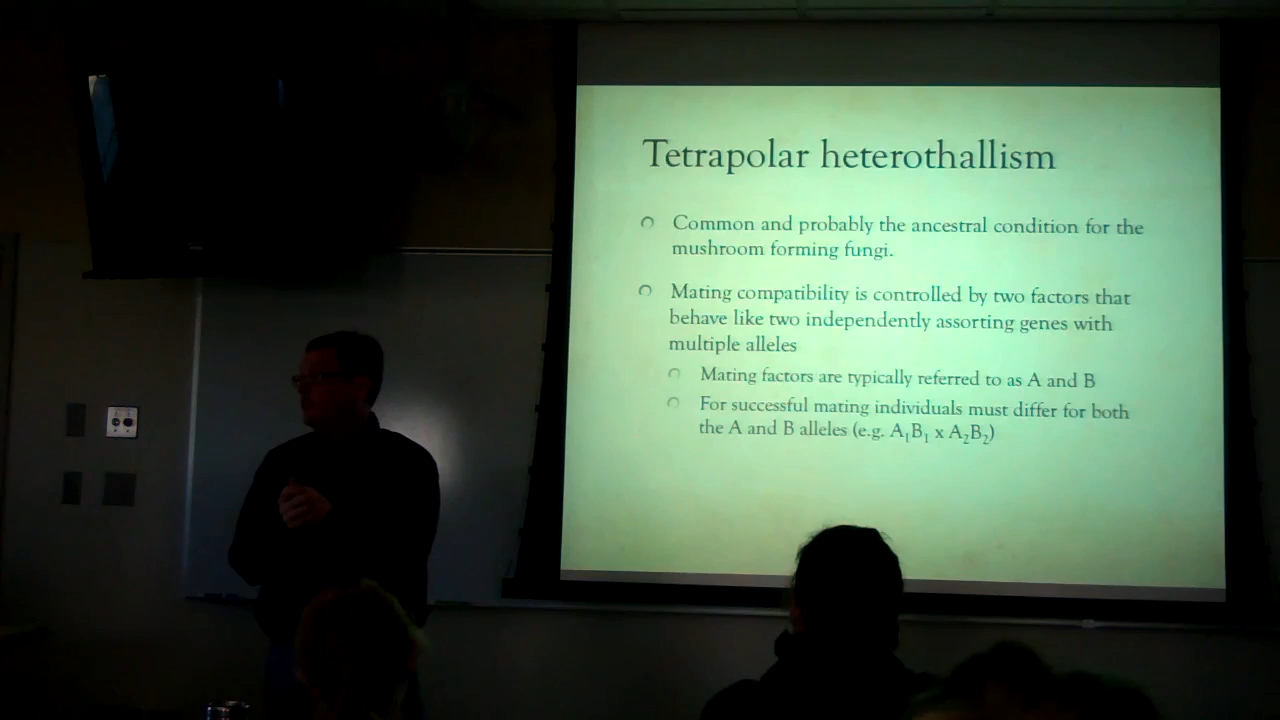 Tetrapolar heterothallism
Common and probably the ancestral condition for the
mushroom forming fungi.
Mating compatibility is controlled by two factors that
behave like two independently assorting genes with
multiple alleles
Mating factors are typically referred to as A and B
For successful mating individuals must differ for both
the A and B alleles (e.g. A₁B₁ x A₂B₂)